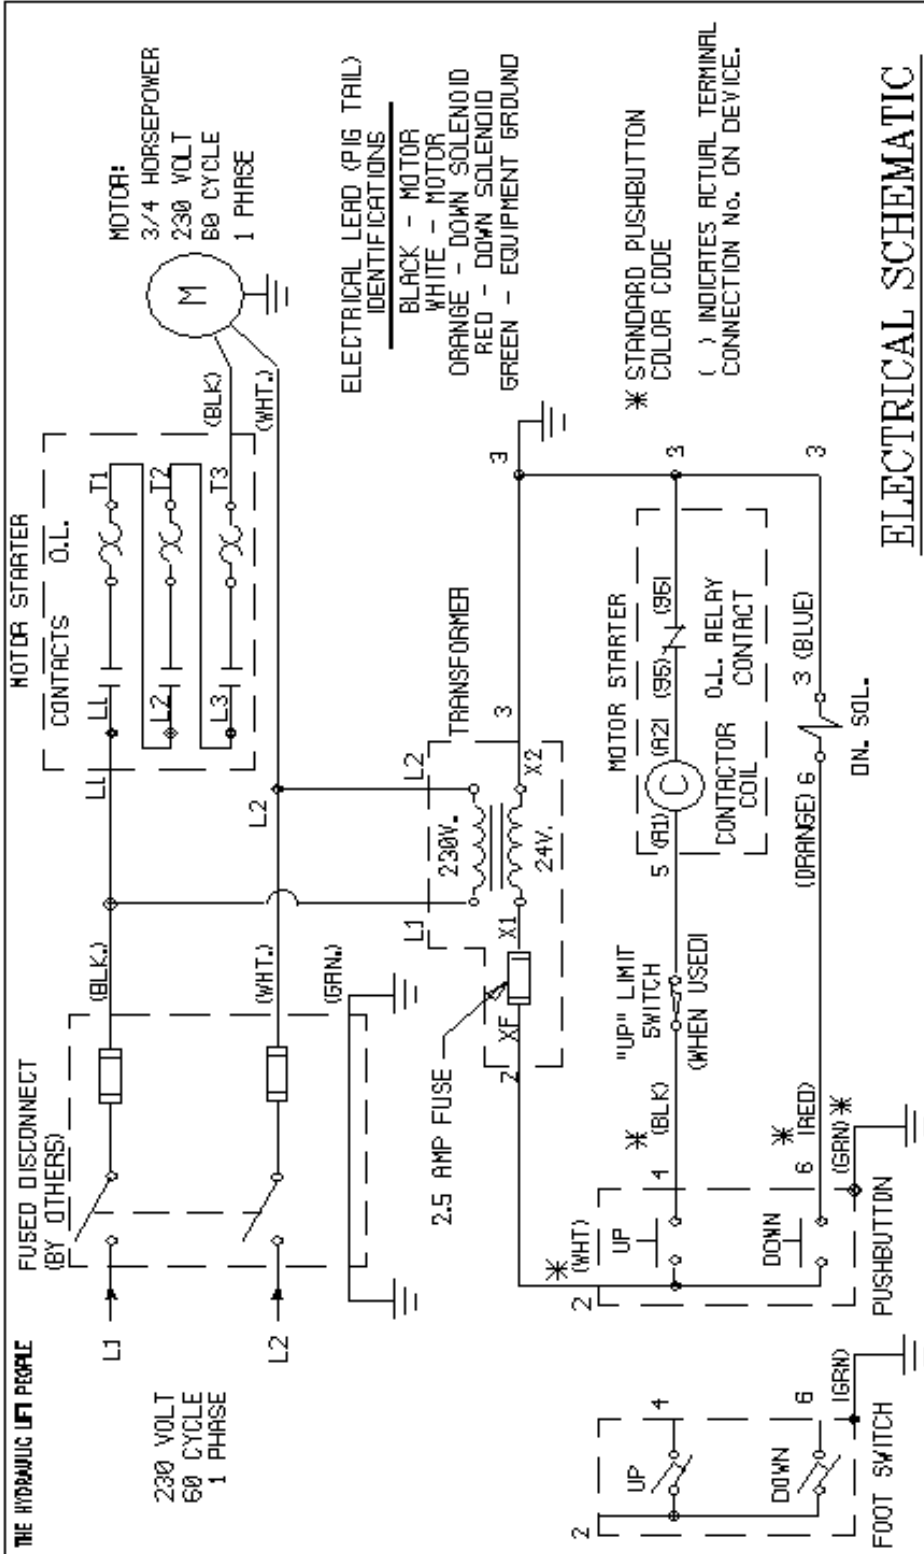 THE HYDRAULIC LIFT PEOPLE
230 VOLT
60 CYCLE
1 PHASE
L1
L2
FUSED DISCONNECT
(BY OTHERS)
(BLK.)
(WHT.)
(GRN.)
MOTOR STARTER
CONTACTS O.L.
LL
LL
T1
L2
T2
L3
T3
(BLK)
(WHT.)
L2
M
MOTOR:
3/4 HORSEPOWER
230 VOLT
60 CYCLE
1 PHASE
ELECTRICAL LEAD (PIG TAIL)
IDENTIFICATIONS
BLACK - MOTOR
WHITE - MOTOR
ORANGE - DOWN SOLENOID
RED - DOWN SOLENOID
GREEN - EQUIPMENT GROUND
TRANSFORMER
L1
L2
230V.
24V.
X1
X2
XF
2
3
3
2.5 AMP FUSE
* (WHT)
2
UP
4
* (BLK)
"UP" LIMIT
SWITCH
(WHEN USED)
MOTOR STARTER
5 (A1)
C
(A2)
(95)
(96)
3
CONTACTOR
COIL
O.L. RELAY
CONTACT
DOWN
6
* (RED)
(GRN) *
(ORANGE) 6
3 (BLUE)
3
DN. SOL.
PUSHBUTTON
2
UP
4
DOWN
6
(GRN)
FOOT SWITCH
* STANDARD PUSHBUTTON
COLOR CODE
( ) INDICATES ACTUAL TERMINAL
CONNECTION No. ON DEVICE.
ELECTRICAL SCHEMATIC